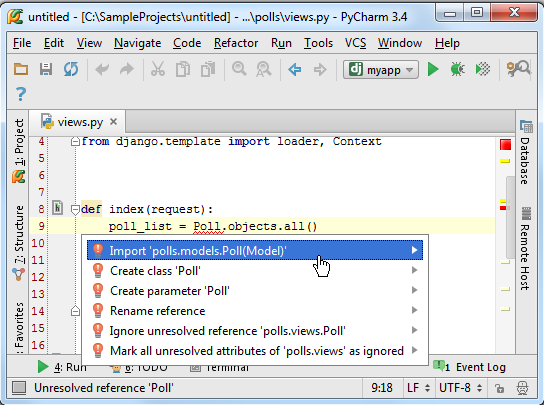 untitled - [C:\SampleProjects\untitled] - ...\polls\views.py - PyCharm 3.4
File Edit View Navigate Code Refactor Run Tools VCS Window Help
myapp
?
views.py
1: Project
7: Structure
Favorites
Database
Remote Host
4 from django.template import loader, Context
8 def index(request):
9 poll_list = Poll.objects.all()
10
11
12
13
14
15
Import 'polls.models.Poll(Model)'
Create class 'Poll'
Create parameter 'Poll'
Rename reference
Ignore unresolved reference 'polls.views.Poll'
Mark all unresolved attributes of 'polls.views' as ignored
4: Run 6: TODO Terminal 1 Event Log
Unresolved reference 'Poll' 9:18 LF UTF-8